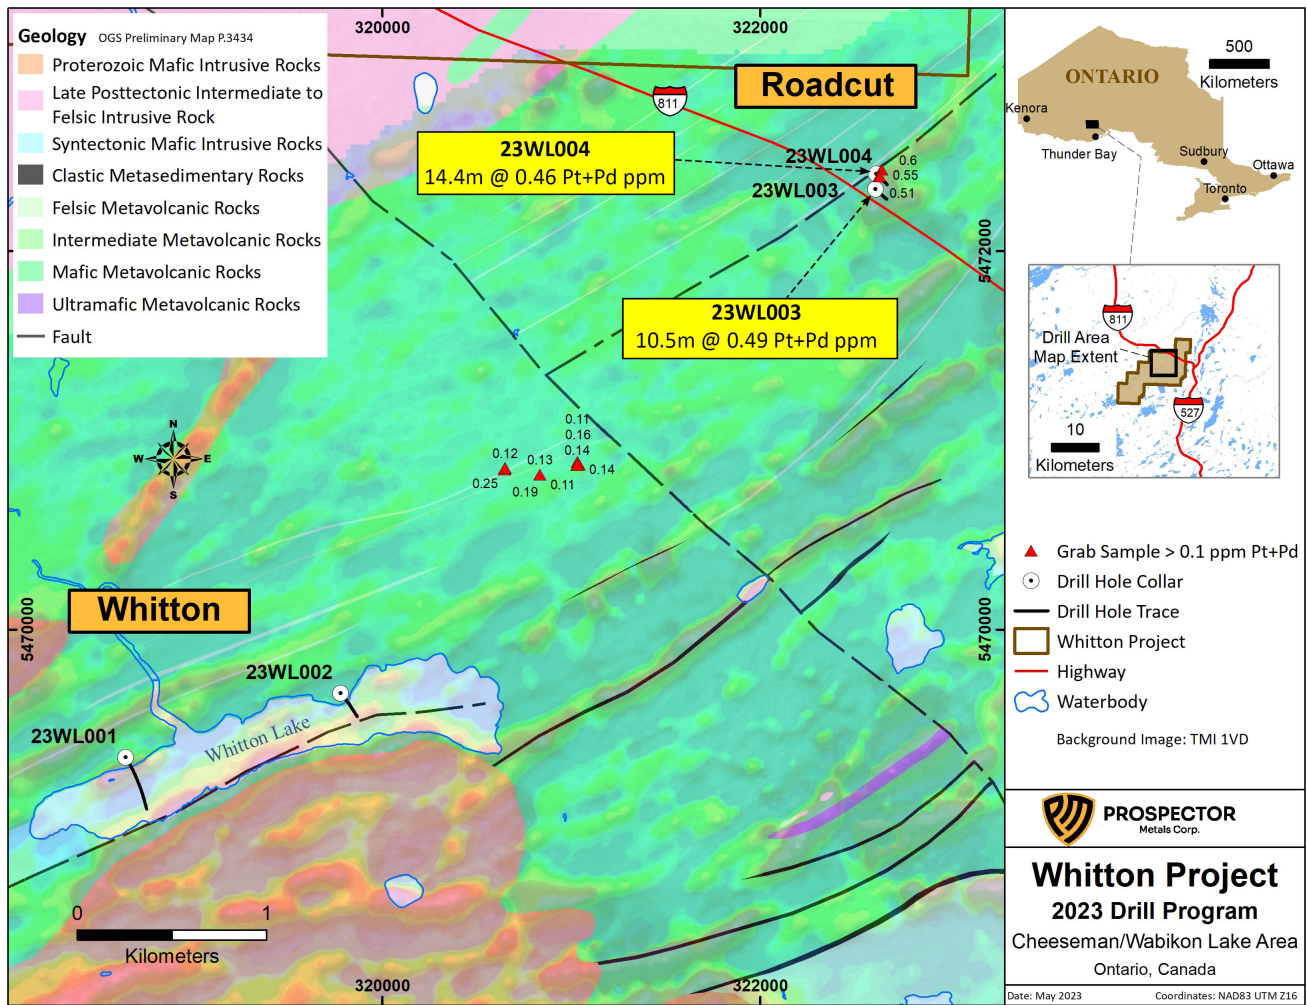 Geology OGS Preliminary Map P.3434
Proterozoic Mafic Intrusive Rocks
Late Posttectonic Intermediate to
Felsic Intrusive Rock
Syntectonic Mafic Intrusive Rocks
Clastic Metasedimentary Rocks
Felsic Metavolcanic Rocks
Intermediate Metavolcanic Rocks
Mafic Metavolcanic Rocks
Ultramafic Metavolcanic Rocks
Fault
320000
322000
Roadcut
811
23WL004
14.4m @ 0.46 Pt+Pd ppm
23WL004
23WL003
0.6
0.55
0.51
5472000
23WL003
10.5m @ 0.49 Pt+Pd ppm
N
W
E
S
0.11
0.16
0.12
0.13
0.14
0.14
0.25
0.19
0.11
Whitton
5470000
5470000
23WL002
23WL001
Whitton Lake
0
1
Kilometers
320000
322000
ONTARIO
500
Kilometers
Kenora
Thunder Bay
Sudbury
Ottawa
Toronto
811
Drill Area
Map Extent
527
10
Kilometers
Grab Sample > 0.1 ppm Pt+Pd
Drill Hole Collar
Drill Hole Trace
Whitton Project
Highway
Waterbody
Background Image: TMI 1VD
PROSPECTOR
Metals Corp.
Whitton Project
2023 Drill Program
Cheeseman/Wabikon Lake Area
Ontario, Canada
Date: May 2023
Coordinates: NAD83 UTM Z16